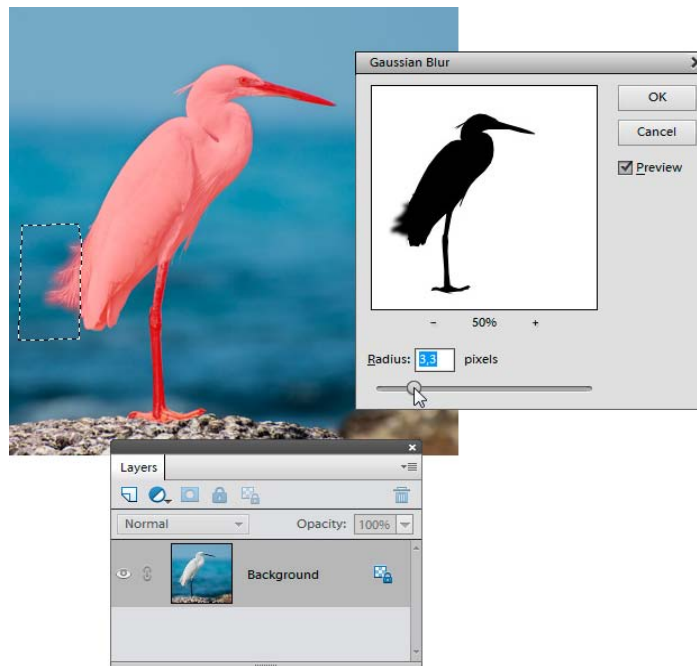 Gaussian Blur
OK
Cancel
Preview
- 50% +
Radius: 3,3 pixels
Layers
Normal Opacity: 100%
Background